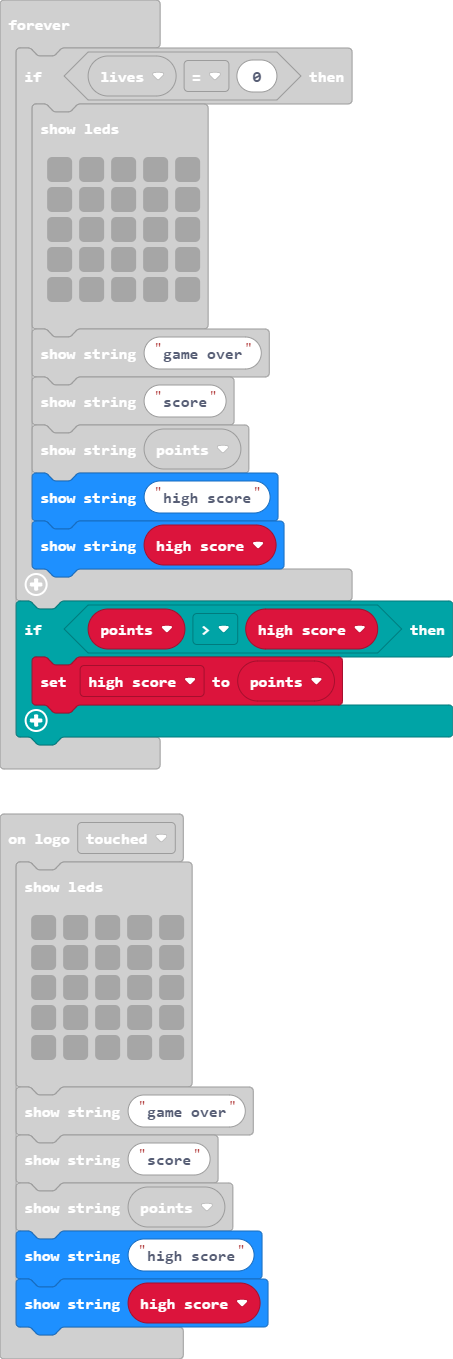 forever
if lives = 0 then
show leds
show string "game over"
show string "score"
show string points
show string "high score"
show string high score
if points > high score then
set high score to points
on logo touched
show leds
show string "game over"
show string "score"
show string points
show string "high score"
show string high score